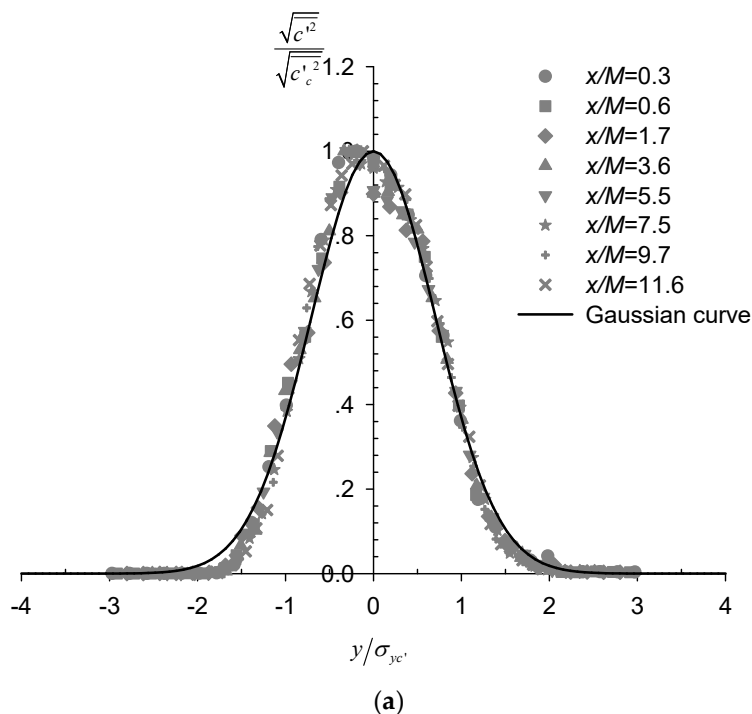 √c'² / √c'c²
1.2
1.0
.8
.6
.4
.2
0.0
-4 -3 -2 -1 0 1 2 3 4
y/σyc'
x/M=0.3
x/M=0.6
x/M=1.7
x/M=3.6
x/M=5.5
x/M=7.5
x/M=9.7
x/M=11.6
Gaussian curve
(a)